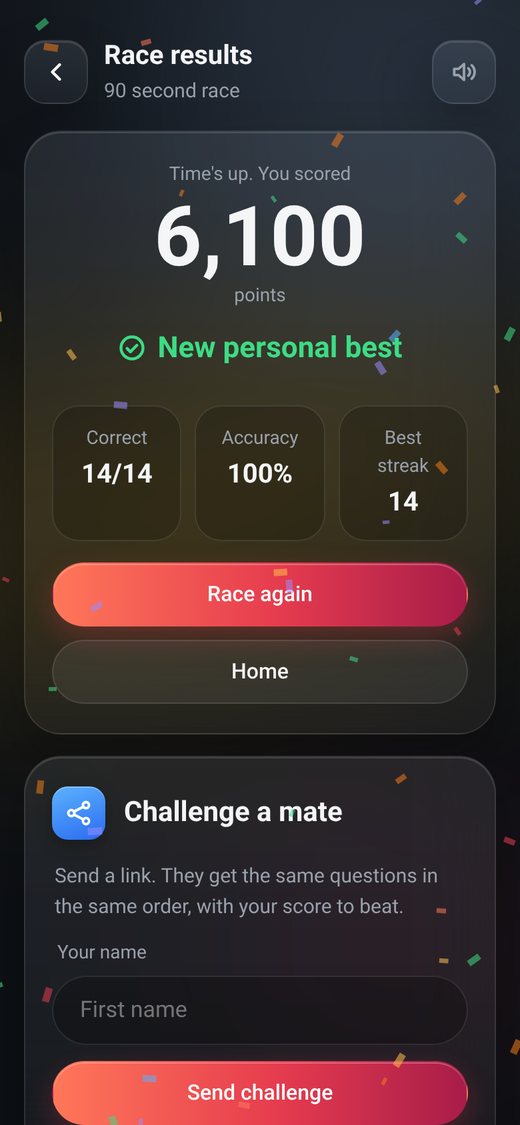 Race results
90 second race
Time's up. You scored
6,100
points
New personal best
Correct
14/14
Accuracy
100%
Best
streak
14
Race again
Home
Challenge a mate
Send a link. They get the same questions in
the same order, with your score to beat.
Your name
First name
Send challenge